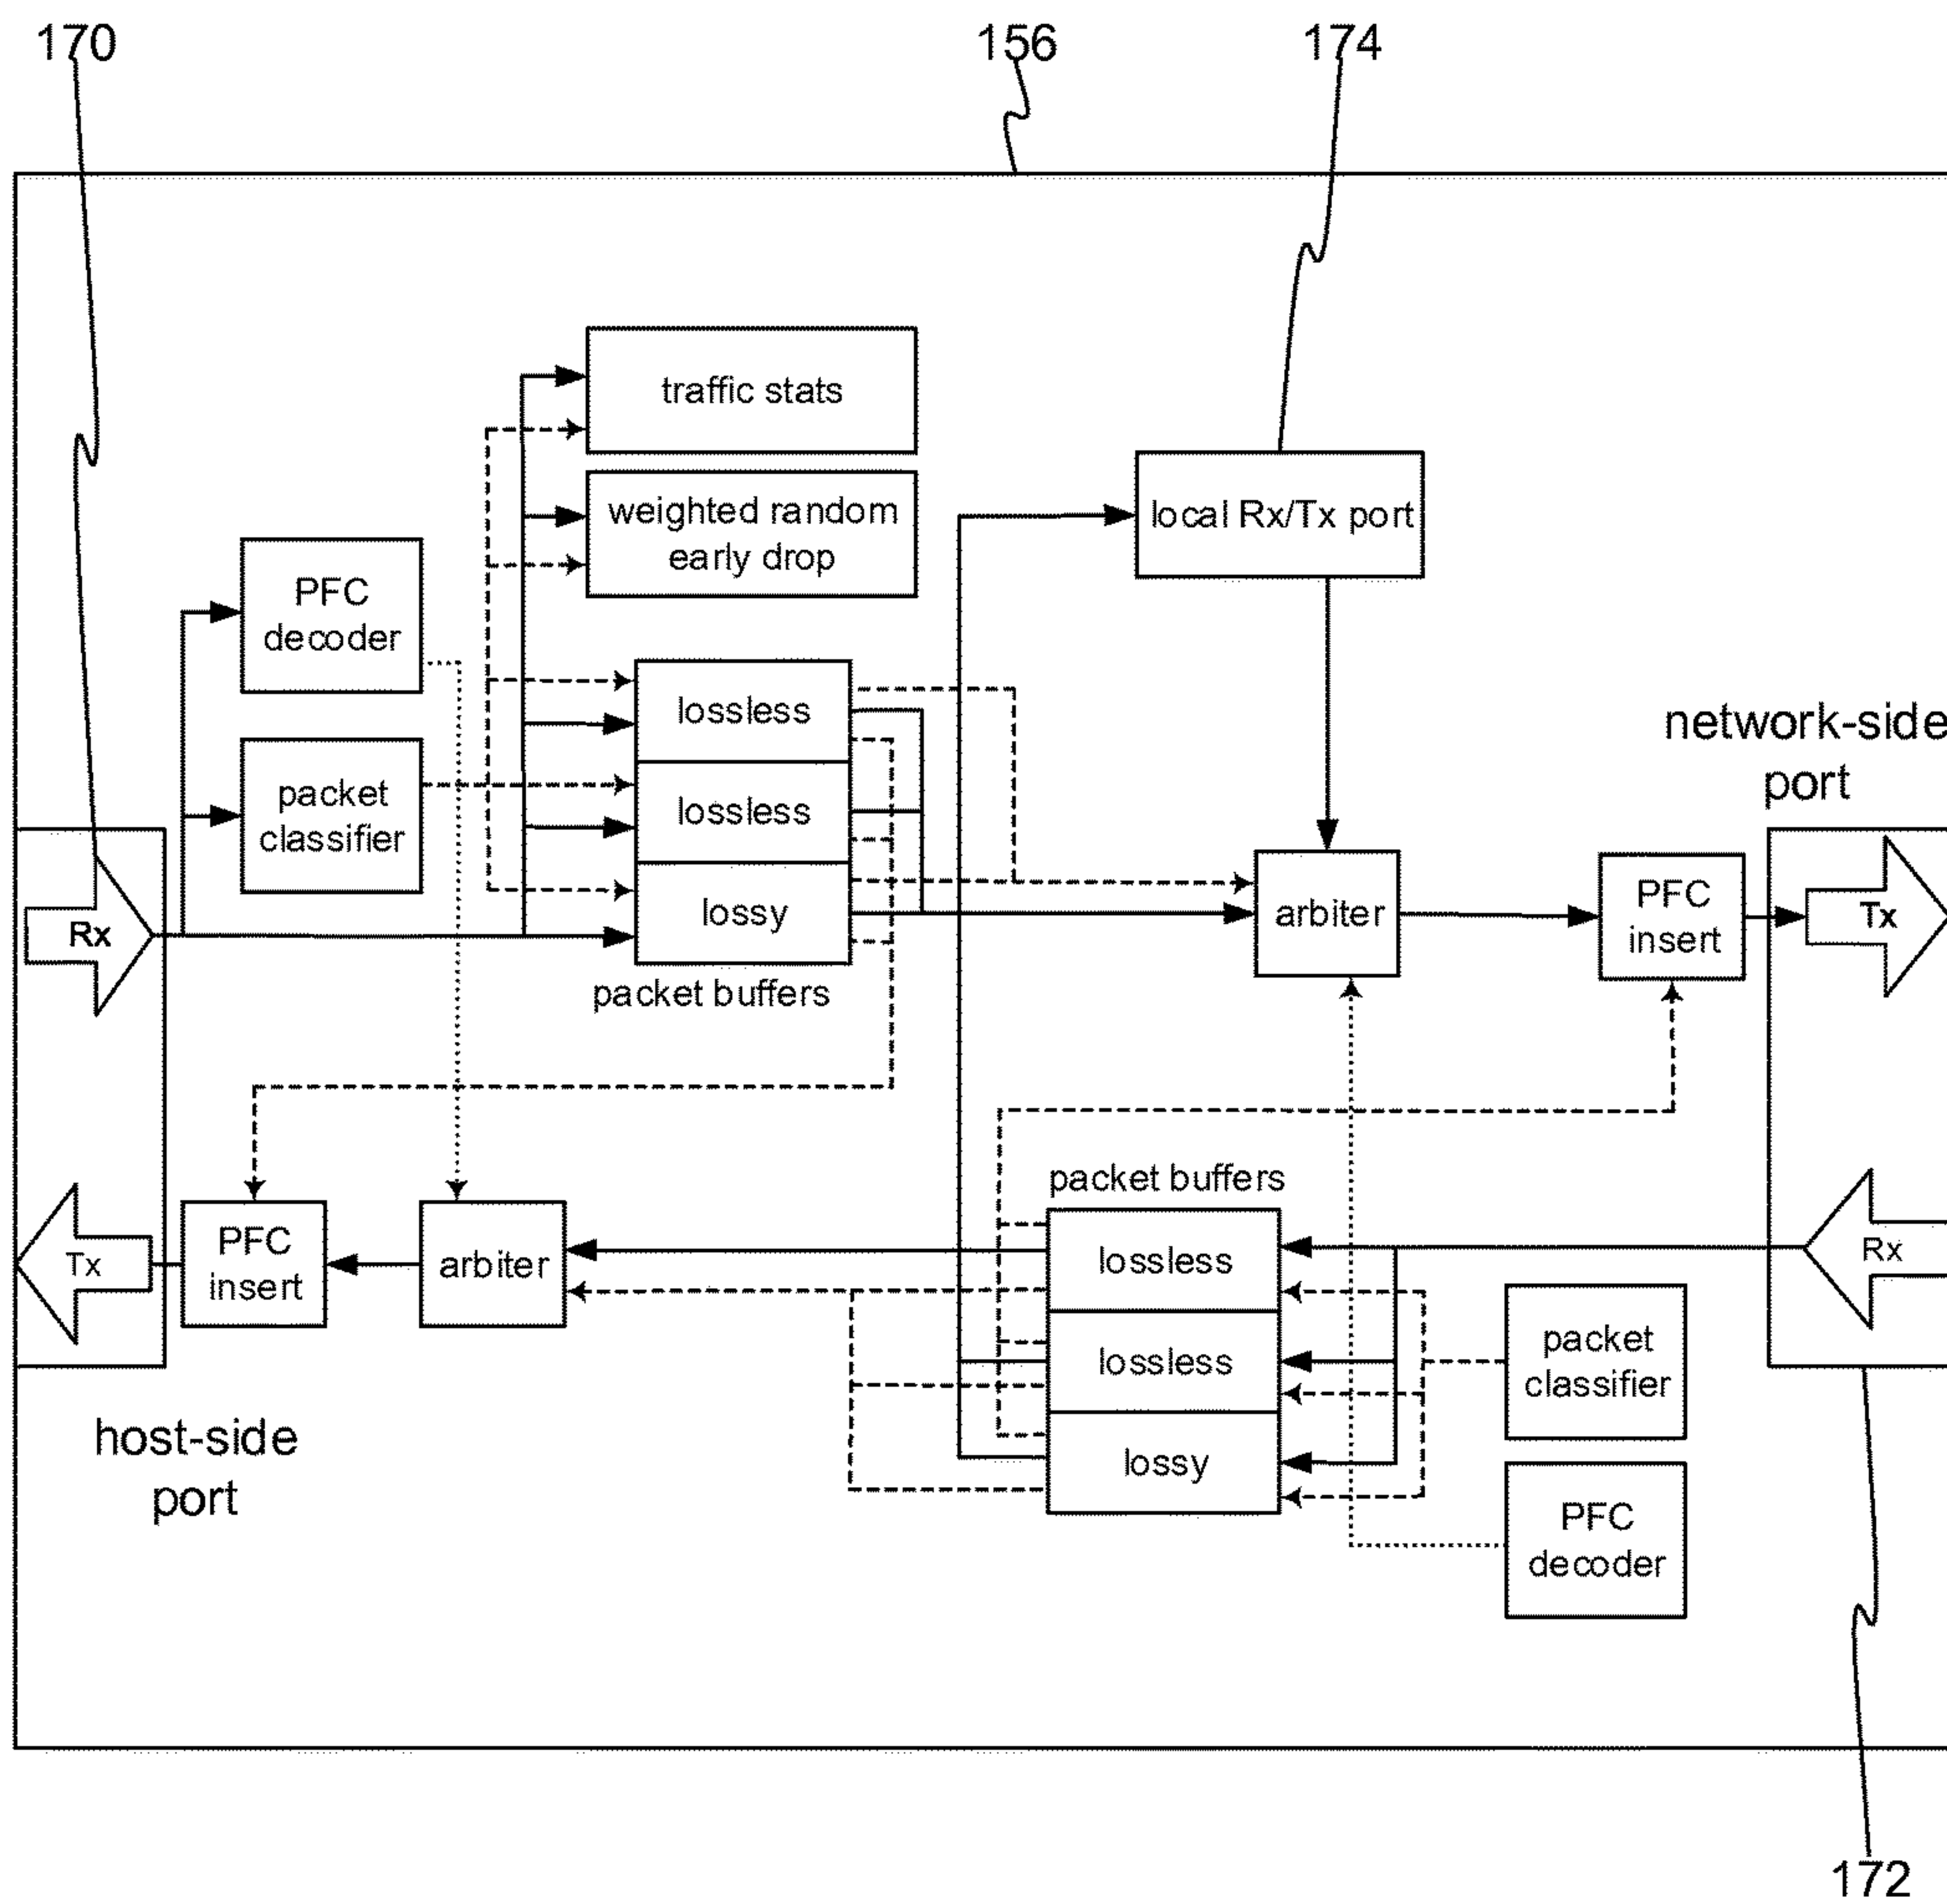 170
156
174
traffic stats
weighted random
early drop
local Rx/Tx port
PFC
decoder
lossless
packet
classifier
lossless
lossy
packet buffers
Rx
arbiter
PFC
insert
network-side
port
Tx
packet buffers
Tx
PFC
insert
arbiter
lossless
lossless
lossy
Rx
packet
classifier
PFC
decoder
host-side
port
172